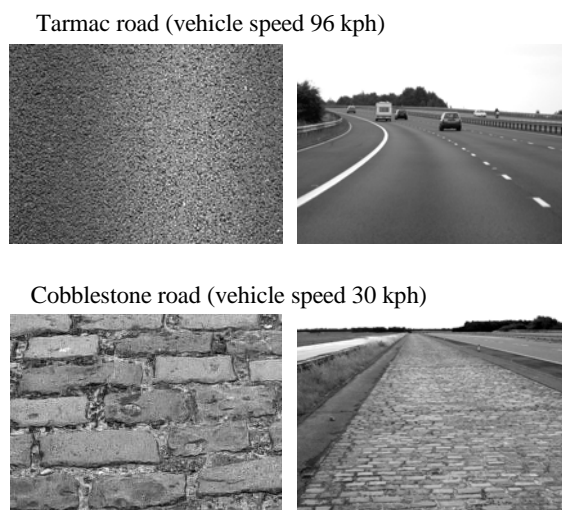 Tarmac road (vehicle speed 96 kph)
Cobblestone road (vehicle speed 30 kph)